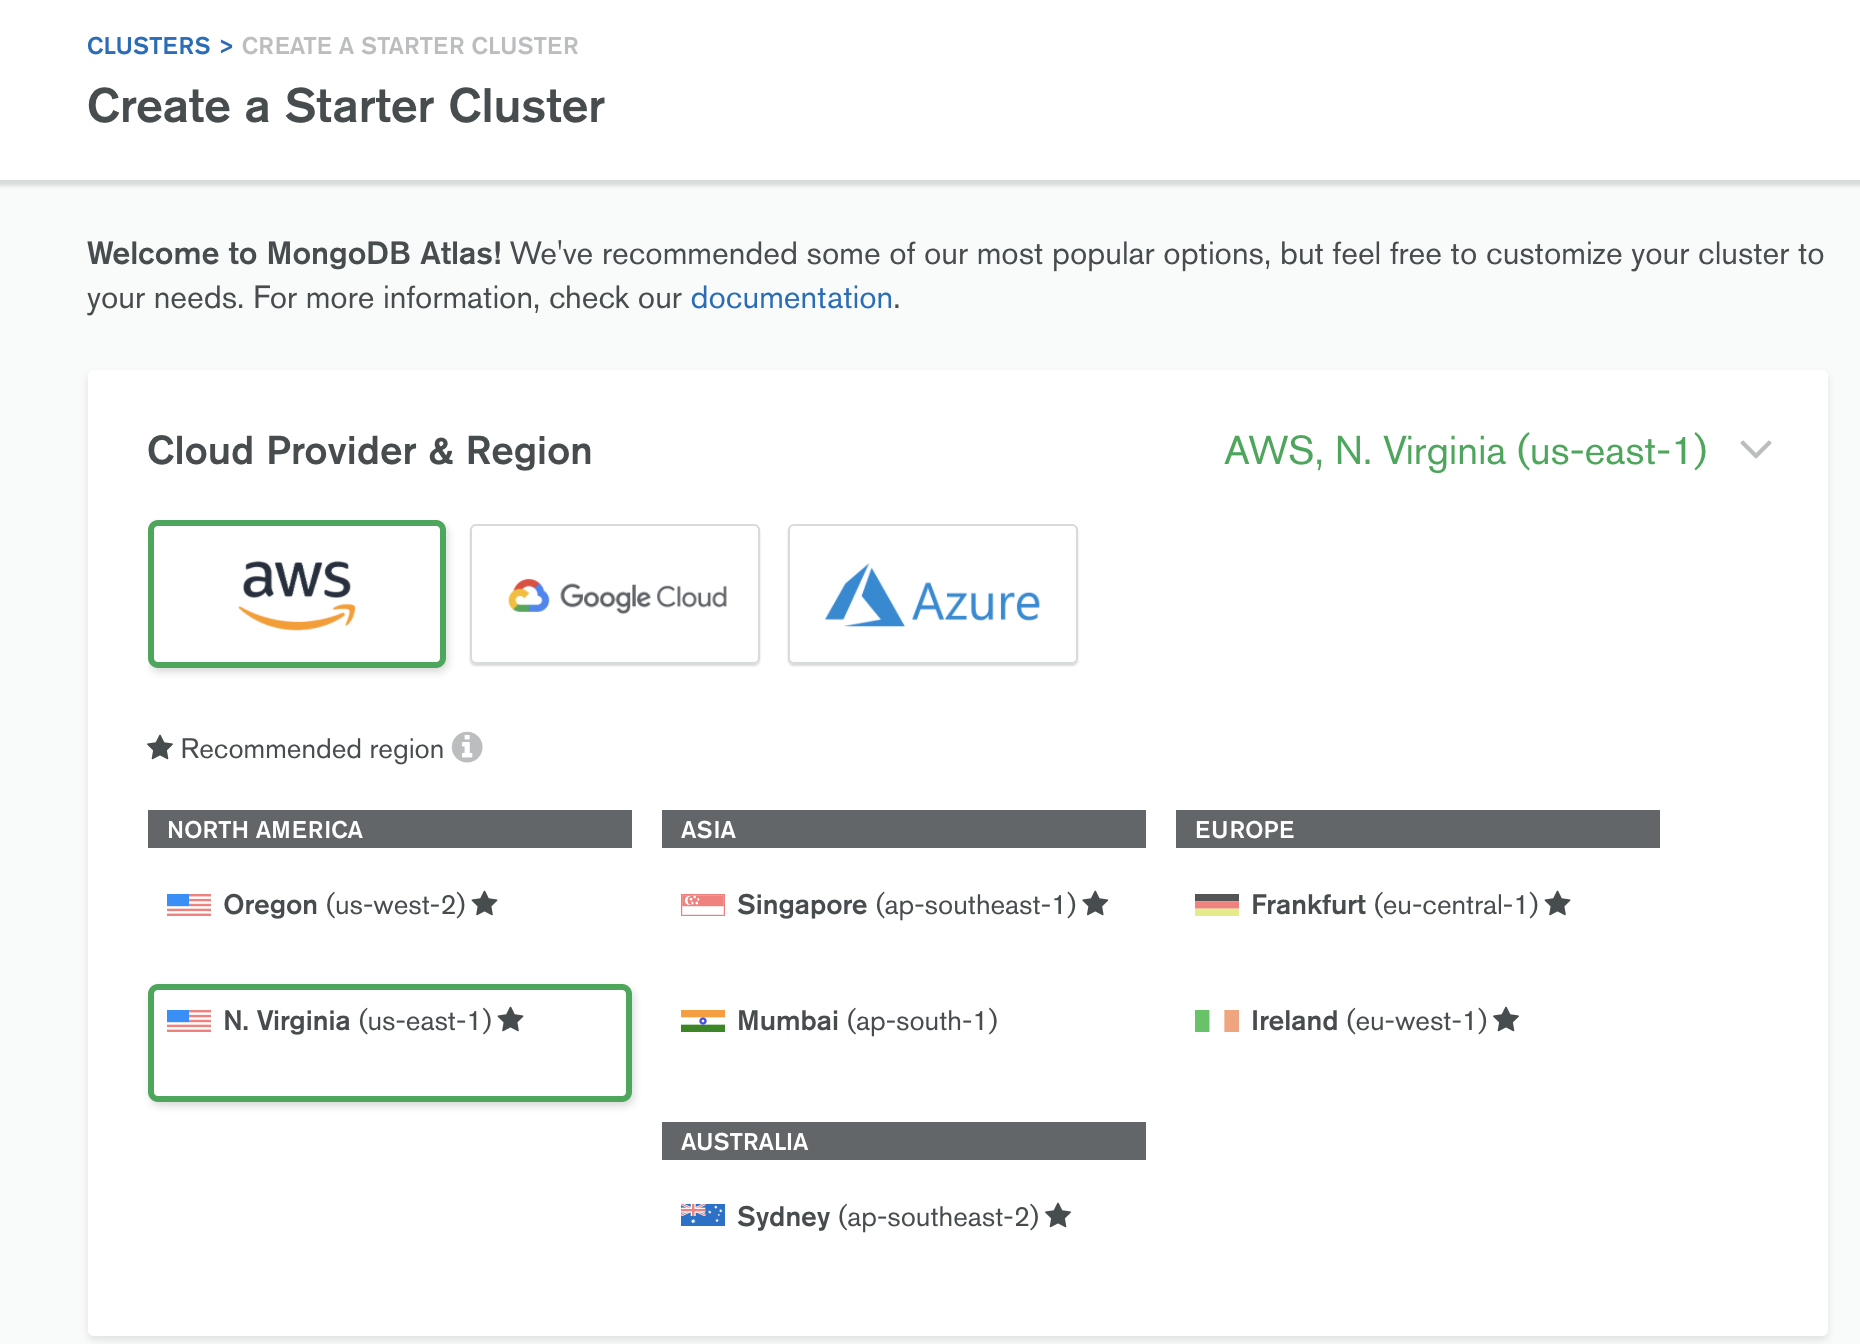 CLUSTERS > CREATE A STARTER CLUSTER
Create a Starter Cluster
Welcome to MongoDB Atlas! We've recommended some of our most popular options, but feel free to customize your cluster to
your needs. For more information, check our documentation.
Cloud Provider & Region
AWS, N. Virginia (us-east-1)
aws
Google Cloud
Azure
★ Recommended region
NORTH AMERICA
Oregon (us-west-2) ★
N. Virginia (us-east-1) ★
ASIA
Singapore (ap-southeast-1) ★
Mumbai (ap-south-1)
AUSTRALIA
Sydney (ap-southeast-2) ★
EUROPE
Frankfurt (eu-central-1) ★
Ireland (eu-west-1) ★